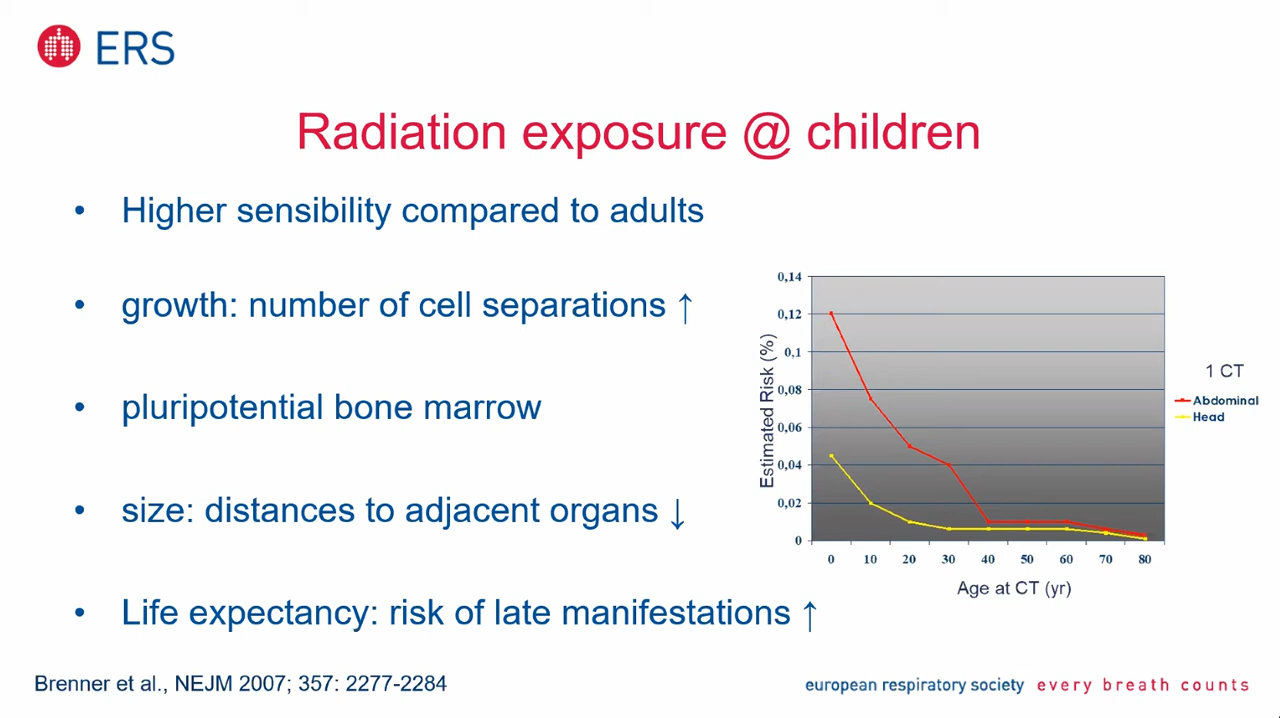 ERS
Radiation exposure @ children
• Higher sensibility compared to adults
• growth: number of cell separations ↑
• pluripotential bone marrow
• size: distances to adjacent organs ↓
• Life expectancy: risk of late manifestations ↑
Estimated Risk (%)
0,14
0,12
0,1
0,08
0,06
0,04
0,02
0
0 10 20 30 40 50 60 70 80
Age at CT (yr)
1 CT
Abdominal
Head
Brenner et al., NEJM 2007; 357: 2277-2284
european respiratory society every breath counts